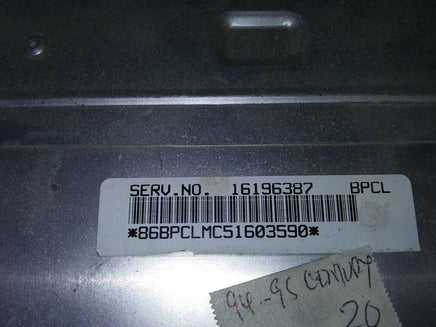 SERV.NO. 16196387 BPCL
*86BPCLMC51603590*
94-95 CENTURY
20